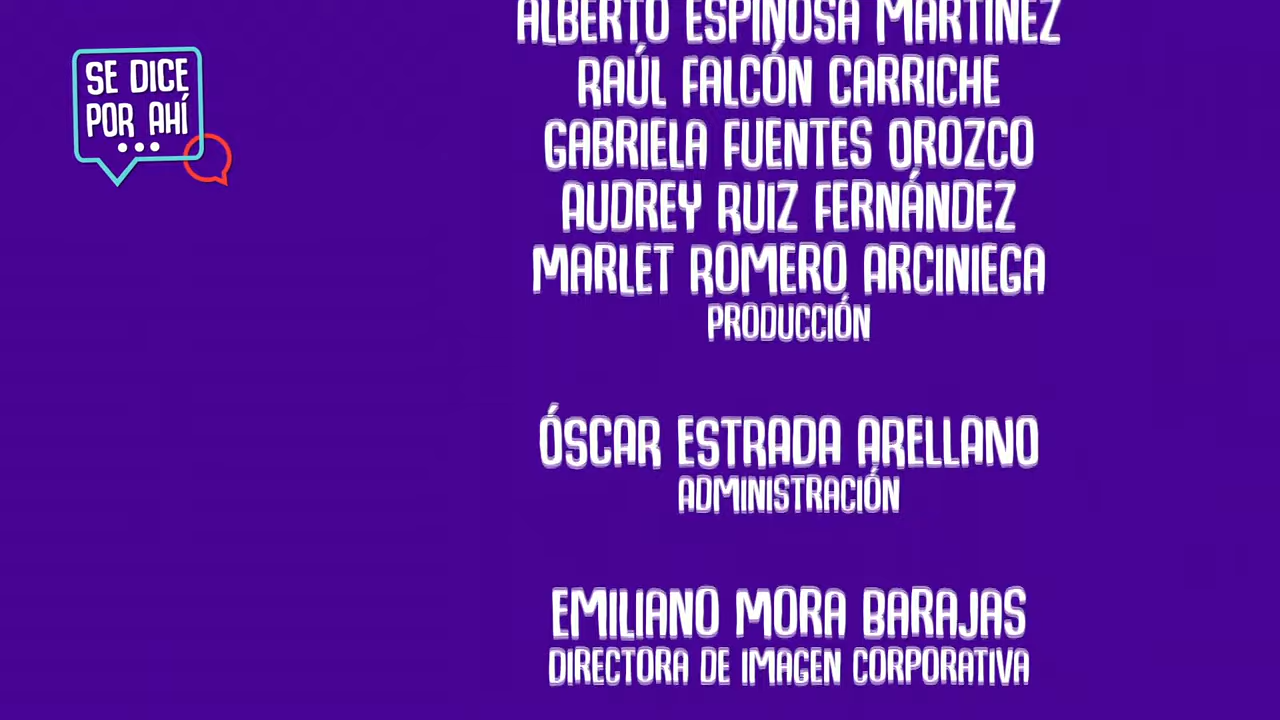 SE DICE
POR AHÍ
...
ALBERTO ESPINOSA MARTÍNEZ
RAÚL FALCÓN CARRICHE
GABRIELA FUENTES OROZCO
AUDREY RUIZ FERNÁNDEZ
MARLET ROMERO ARCINIEGA
PRODUCCIÓN
ÓSCAR ESTRADA ARELLANO
ADMINISTRACIÓN
EMILIANO MORA BARAJAS
DIRECTORA DE IMAGEN CORPORATIVA